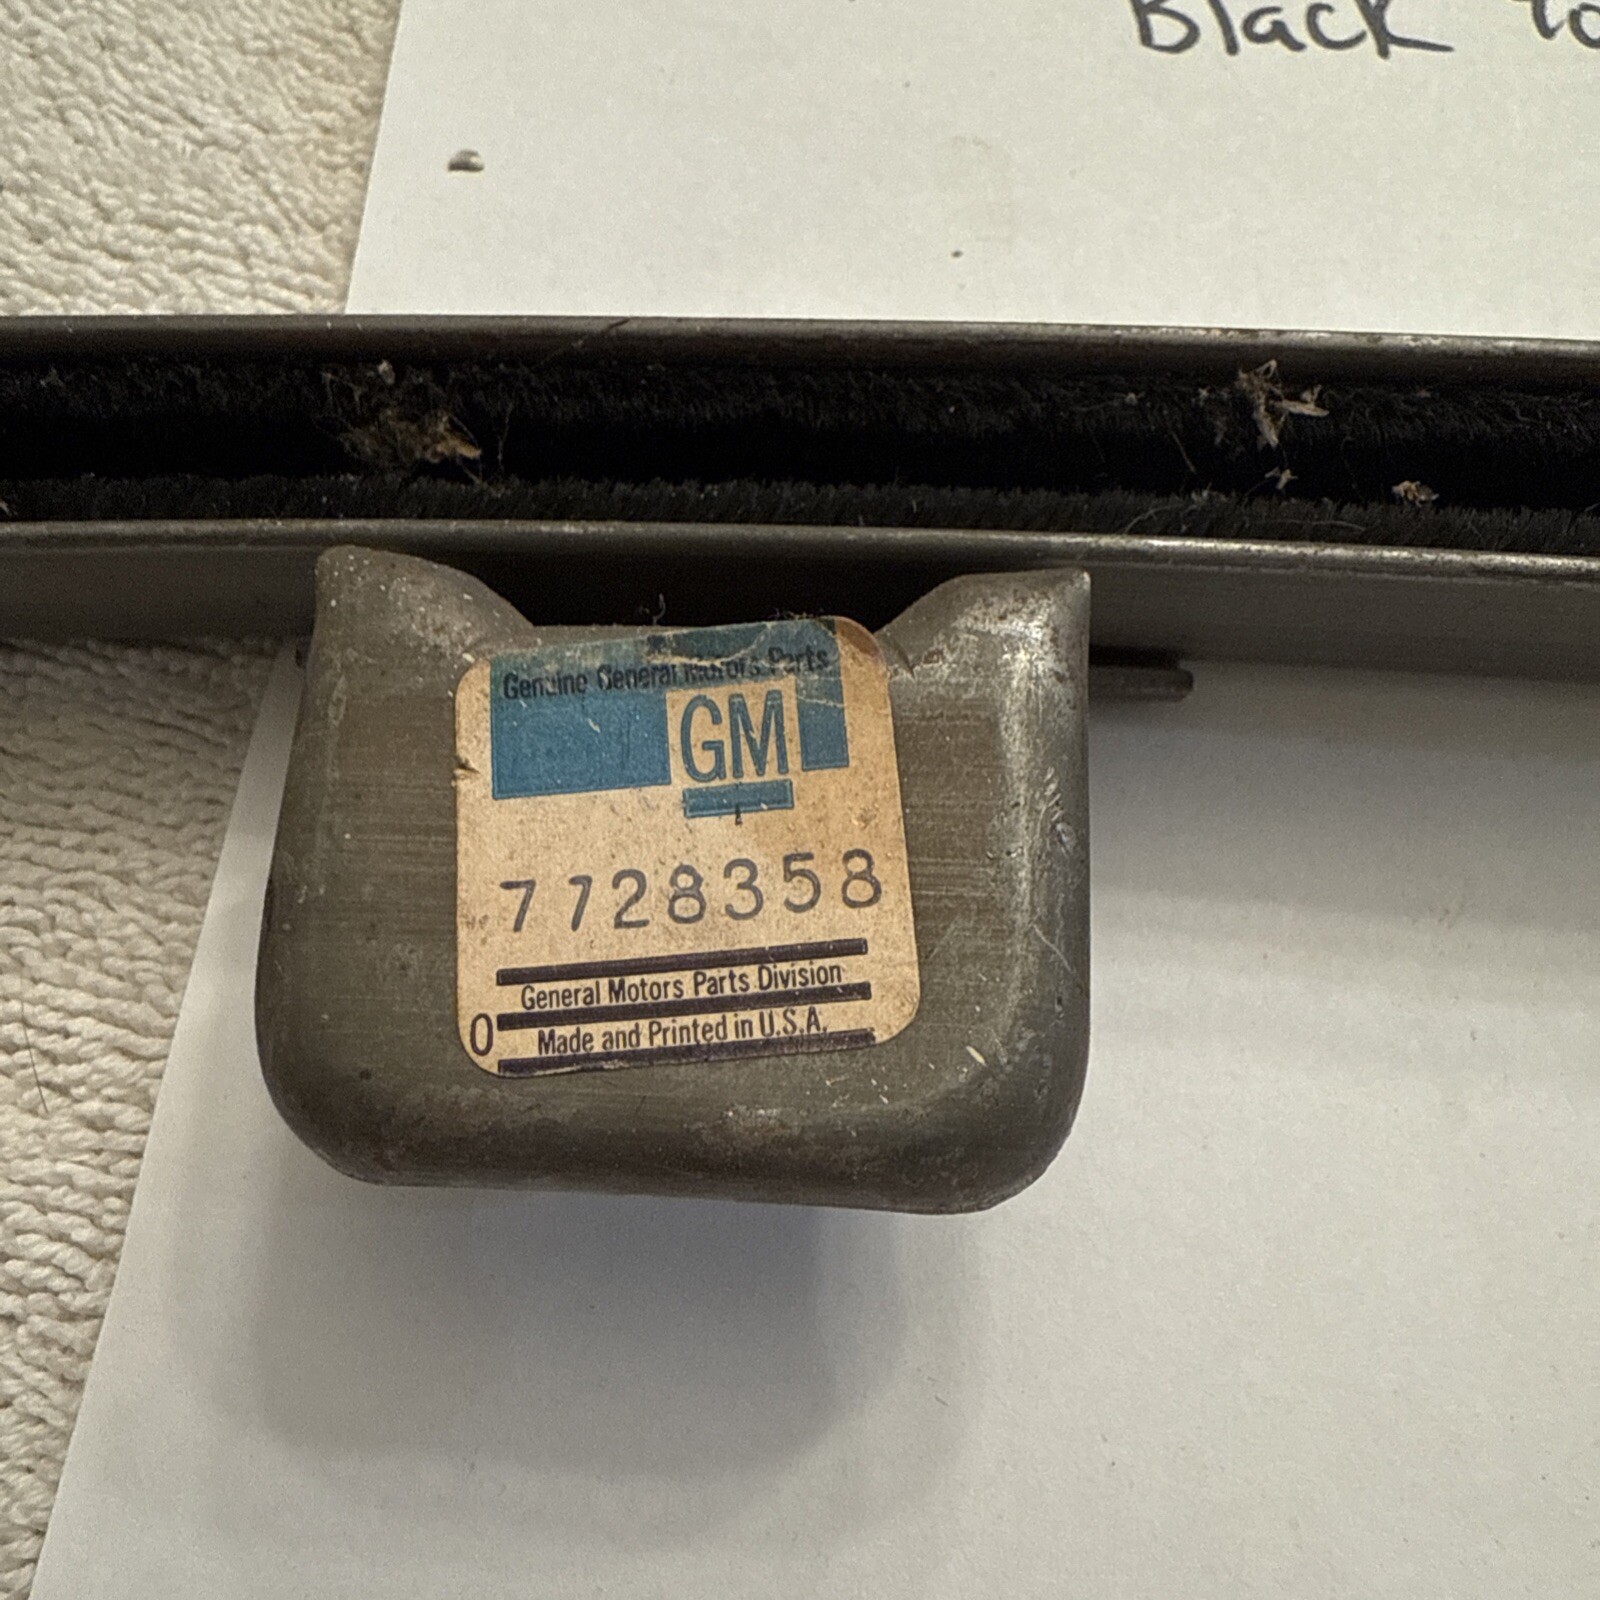 Black to
Genuine General Motors Parts
GM
7728358
General Motors Parts Division
0
Made and Printed in U.S.A.